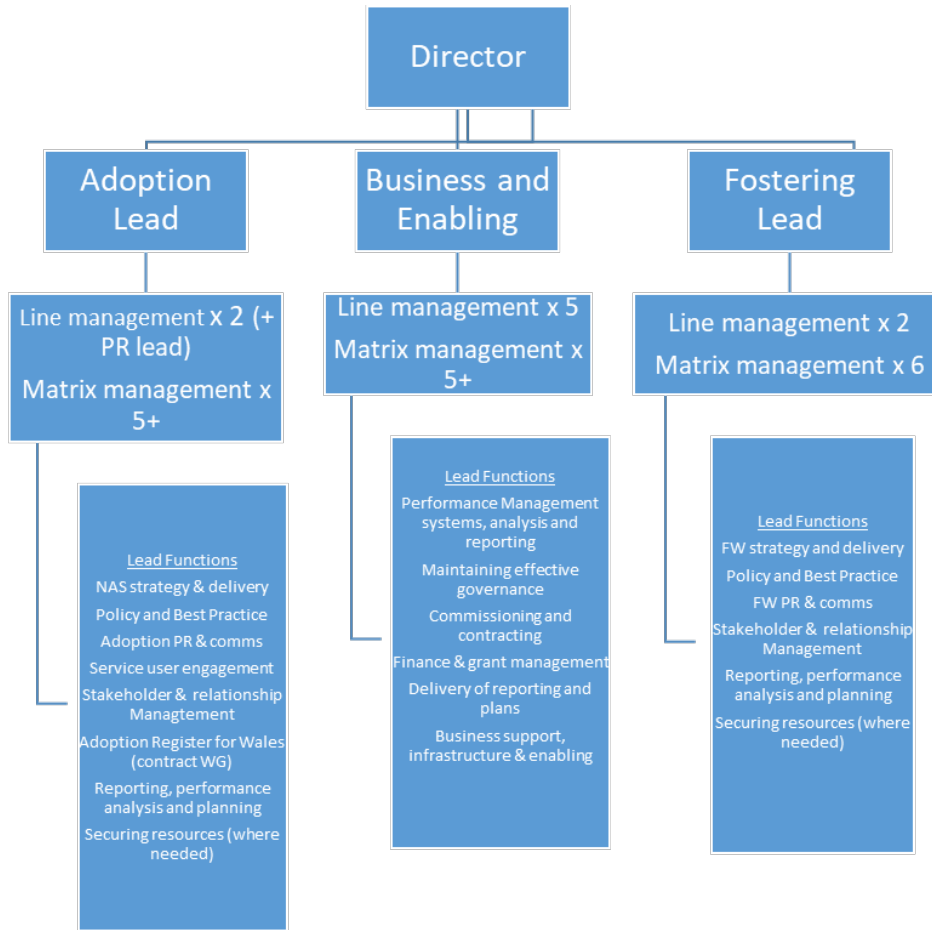 Director
Adoption
Lead
Business and
Enabling
Fostering
Lead
Line management x 2 (+
PR lead)
Matrix management x
5+
Line management x 5
Matrix management x
5+
Line management x 2
Matrix management x 6
Lead Functions
NAS strategy & delivery
Policy and Best Practice
Adoption PR & comms
Service user engagement
Stakeholder & relationship
Managtement
Adoption Register for Wales
(contract WG)
Reporting, performance
analysis and planning
Securing resources (where
needed)
Lead Functions
Performance Management
systems, analysis and
reporting
Maintaining effective
governance
Commissioning and
contracting
Finance & grant management
Delivery of reporting and
plans
Business support,
infrastructure & enabling
Lead Functions
FW strategy and delivery
Policy and Best Practice
FW PR & comms
Stakeholder & relationship
Management
Reporting, performance
analysis and planning
Securing resources (where
needed)